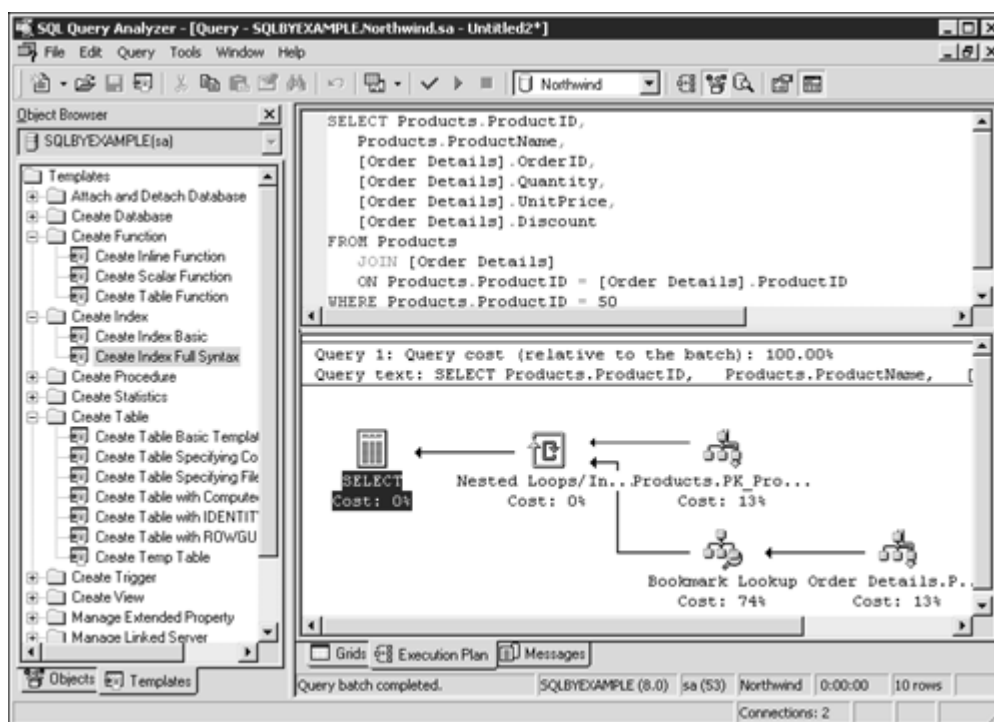 SQL Query Analyzer - [Query - SQLBYEXAMPLE.Northwind.sa - Untitled2*]
File Edit Query Tools Window Help
Northwind
Object Browser
SQLBYEXAMPLE(sa)
Templates
Attach and Detach Database
Create Database
Create Function
Create Inline Function
Create Scalar Function
Create Table Function
Create Index
Create Index Basic
Create Index Full Syntax
Create Procedure
Create Statistics
Create Table
Create Table Basic Templat
Create Table Specifying Co
Create Table Specifying File
Create Table with Compute
Create Table with IDENTIT
Create Table with ROWGU
Create Temp Table
Create Trigger
Create View
Manage Extended Property
Manage Linked Server
Objects
Templates
SELECT Products.ProductID,
Products.ProductName,
[Order Details].OrderID,
[Order Details].Quantity,
[Order Details].UnitPrice,
[Order Details].Discount
FROM Products
JOIN [Order Details]
ON Products.ProductID = [Order Details].ProductID
WHERE Products.ProductID = 50
Query 1: Query cost (relative to the batch): 100.00%
Query text: SELECT Products.ProductID, Products.ProductName, [
SELECT
Cost: 0%
Nested Loops/In...
Cost: 0%
Products.PK_Pro...
Cost: 13%
Bookmark Lookup
Cost: 74%
Order Details.P...
Cost: 13%
Grids
Execution Plan
Messages
Query batch completed.
SQLBYEXAMPLE (8.0)
sa (53)
Northwind
0:00:00
10 rows
Connections: 2